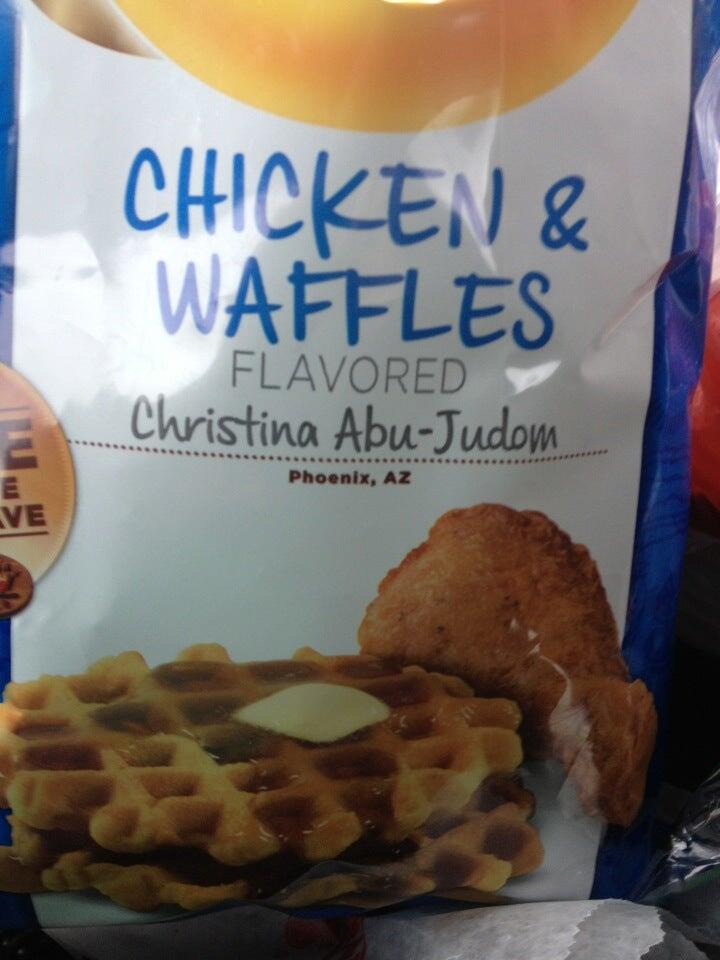 CHICKEN &
WAFFLES
FLAVORED
Christina Abu-Judom
Phoenix, AZ